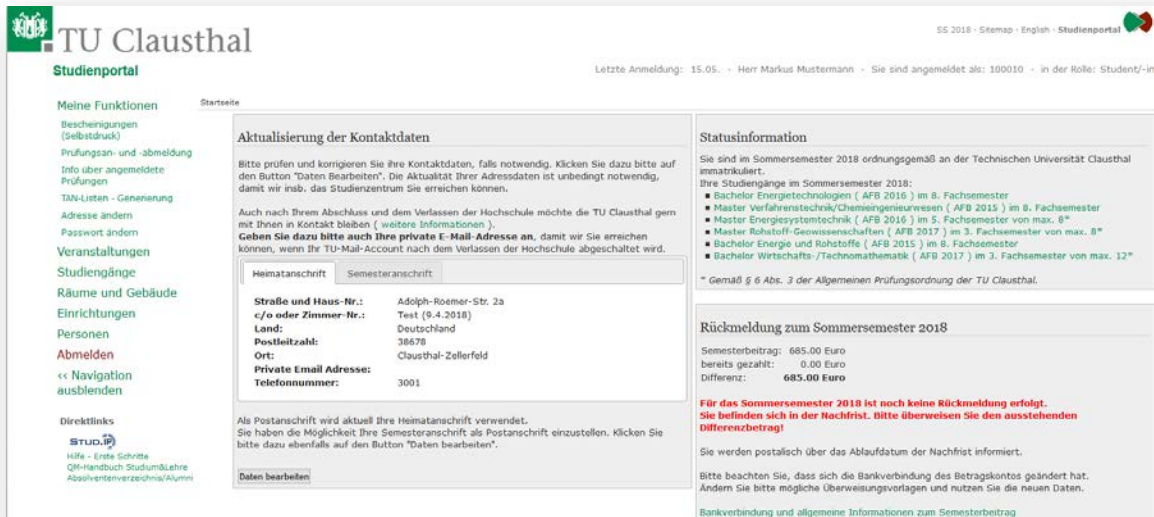 TU Clausthal
SS 2018 · Sitemap · English · Studienportal
Studienportal
Letzte Anmeldung: 15.05. · Herr Markus Mustermann · Sie sind angemeldet als: 100010 · in der Rolle: Student/-in
Meine Funktionen
Bescheinigungen
(Selbstdruck)
Prüfungsan- und -abmeldung
Info über angemeldete
Prüfungen
TAN-Listen - Generierung
Adresse ändern
Passwort ändern
Veranstaltungen
Studiengänge
Räume und Gebäude
Einrichtungen
Personen
Abmelden
<< Navigation
ausblenden
Direktlinks
STUD.IP
Hilfe - Erste Schritte
QM-Handbuch Studium&Lehre
Absolventenverzeichnis/Alumni
Startseite
Aktualisierung der Kontaktdaten
Bitte prüfen und korrigieren Sie ihre Kontaktdaten, falls notwendig. Klicken Sie dazu bitte auf
den Button "Daten Bearbeiten". Die Aktualität Ihrer Adressdaten ist unbedingt notwendig,
damit wir insb. das Studienzentrum Sie erreichen können.
Auch nach Ihrem Abschluss und dem Verlassen der Hochschule möchte die TU Clausthal gern
mit Ihnen in Kontakt bleiben ( weitere Informationen ).
Geben Sie dazu bitte auch Ihre private E-Mail-Adresse an, damit wir Sie erreichen
können, wenn Ihr TU-Mail-Account nach dem Verlassen der Hochschule abgeschaltet wird.
Heimatanschrift Semesteranschrift
Straße und Haus-Nr.: Adolph-Roemer-Str. 2a
c/o oder Zimmer-Nr.: Test (9.4.2018)
Land: Deutschland
Postleitzahl: 38678
Ort: Clausthal-Zellerfeld
Private Email Adresse:
Telefonnummer: 3001
Als Postanschrift wird aktuell Ihre Heimatanschrift verwendet.
Sie haben die Möglichkeit Ihre Semesteranschrift als Postanschrift einzustellen. Klicken Sie
bitte dazu ebenfalls auf den Button "Daten bearbeiten".
Daten bearbeiten
Statusinformation
Sie sind im Sommersemester 2018 ordnungsgemäß an der Technischen Universität Clausthal
immatrikuliert.
Ihre Studiengänge im Sommersemester 2018:
▪ Bachelor Energietechnologien ( AFB 2016 ) im 8. Fachsemester
▪ Master Verfahrenstechnik/Chemieingenieurwesen ( AFB 2015 ) im 8. Fachsemester
▪ Master Energiesystemtechnik ( AFB 2016 ) im 5. Fachsemester von max. 8*
▪ Master Rohstoff-Geowissenschaften ( AFB 2017 ) im 3. Fachsemester von max. 8*
▪ Bachelor Energie und Rohstoffe ( AFB 2015 ) im 8. Fachsemester
▪ Bachelor Wirtschafts-/Technomathematik ( AFB 2017 ) im 3. Fachsemester von max. 12*
* Gemäß § 6 Abs. 3 der Allgemeinen Prüfungsordnung der TU Clausthal.
Rückmeldung zum Sommersemester 2018
Semesterbeitrag: 685.00 Euro
bereits gezahlt: 0.00 Euro
Differenz: 685.00 Euro
Für das Sommersemester 2018 ist noch keine Rückmeldung erfolgt.
Sie befinden sich in der Nachfrist. Bitte überweisen Sie den ausstehenden
Differenzbetrag!
Sie werden postalisch über das Ablaufdatum der Nachfrist informiert.
Bitte beachten Sie, dass sich die Bankverbindung des Betragskontos geändert hat.
Ändern Sie bitte mögliche Überweisungsvorlagen und nutzen Sie die neuen Daten.
Bankverbindung und allgemeine Informationen zum Semesterbeitrag